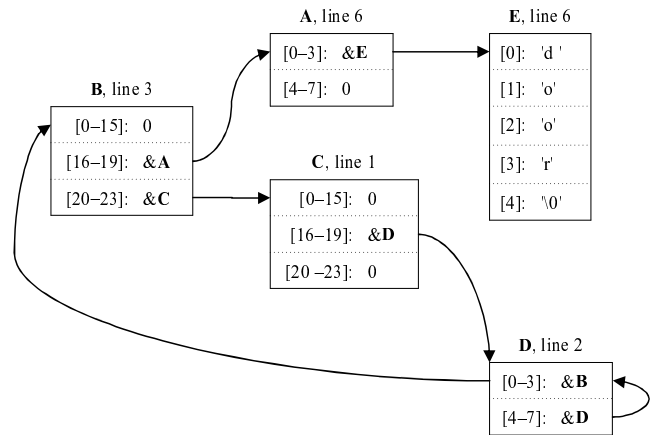 A, line 6
[0–3]: &E
[4–7]: 0
E, line 6
[0]: 'd '
[1]: 'o'
[2]: 'o'
[3]: 'r'
[4]: '\0'
B, line 3
[0–15]: 0
[16–19]: &A
[20–23]: &C
C, line 1
[0–15]: 0
[16–19]: &D
[20 –23]: 0
D, line 2
[0–3]: &B
[4–7]: &D